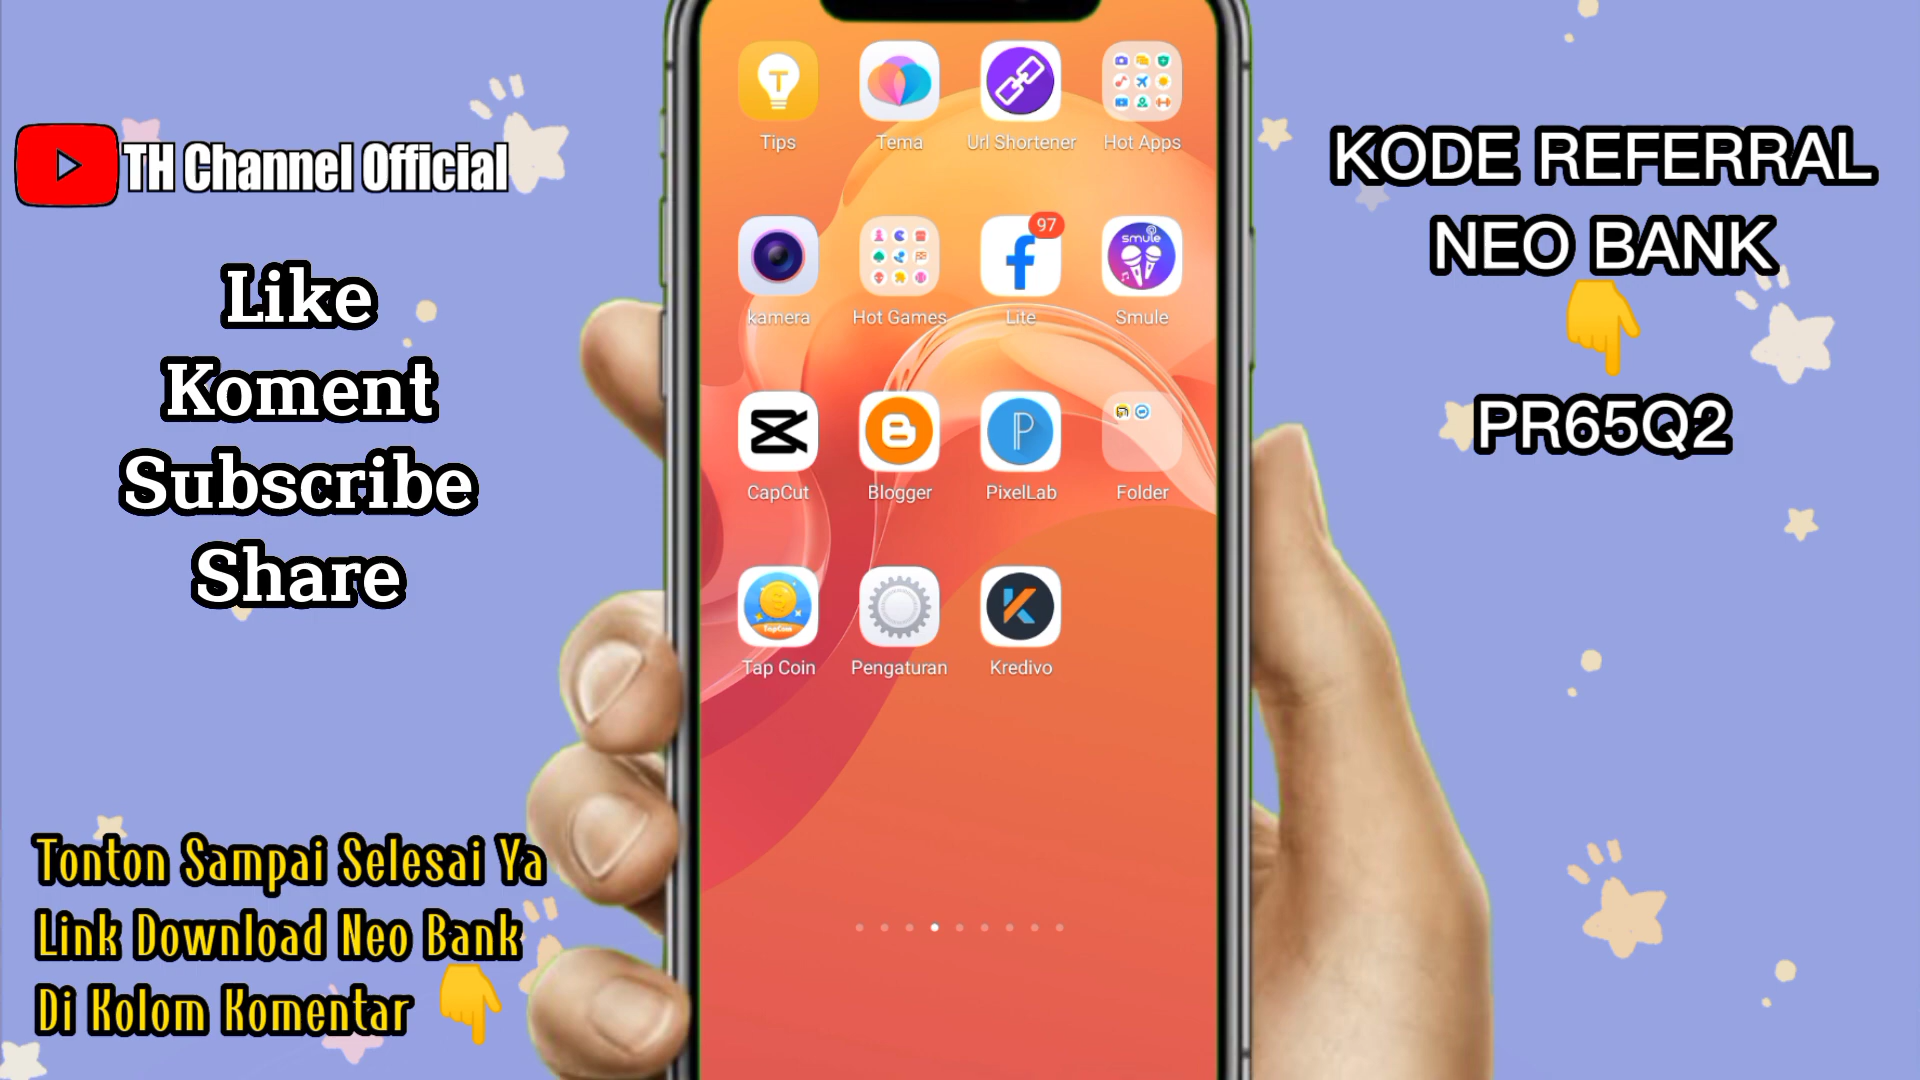 TH Channel Official
Like
Koment
Subscribe
Share
Tonton Sampai Selesai Ya
Link Download Neo Bank
Di Kolom Komentar
Tips
Tema
Url Shortener
Hot Apps
kamera
Hot Games
97
Lite
smule
Smule
CapCut
Blogger
PixelLab
Folder
TapCoin
Tap Coin
Pengaturan
Kredivo
KODE REFERRAL
NEO BANK
PR65Q2